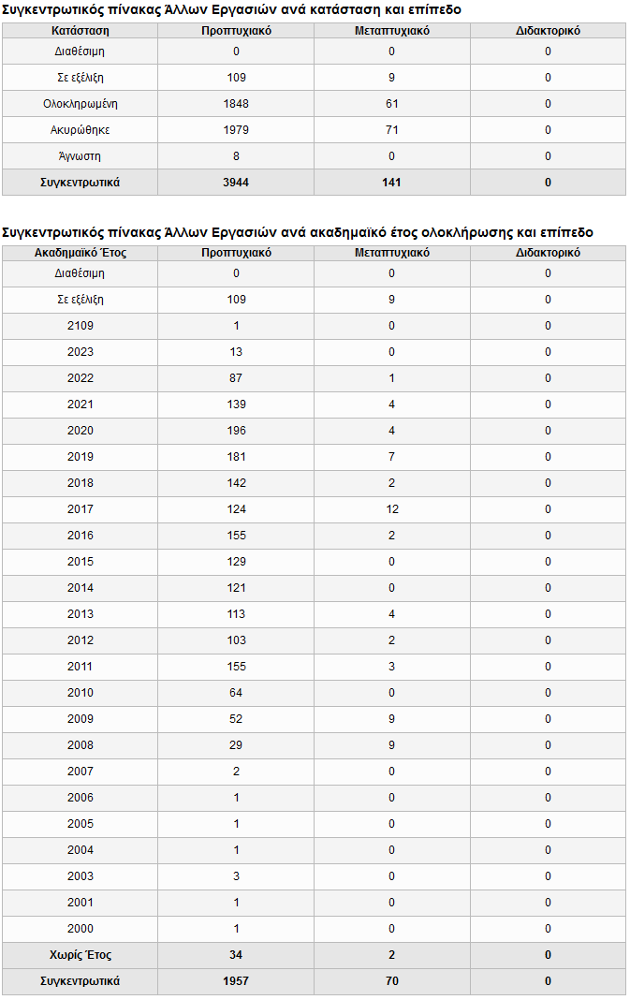 Συγκεντρωτικός πίνακας Άλλων Εργασιών ανά κατάσταση και επίπεδο
Κατάσταση Προπτυχιακό Μεταπτυχιακό Διδακτορικό
Διαθέσιμη 0 0 0
Σε εξέλιξη 109 9 0
Ολοκληρωμένη 1848 61 0
Ακυρώθηκε 1979 71 0
Άγνωστη 8 0 0
Συγκεντρωτικά 3944 141 0
Συγκεντρωτικός πίνακας Άλλων Εργασιών ανά ακαδημαϊκό έτος ολοκλήρωσης και επίπεδο
Ακαδημαϊκό Έτος Προπτυχιακό Μεταπτυχιακό Διδακτορικό
Διαθέσιμη 0 0 0
Σε εξέλιξη 109 9 0
2109 1 0 0
2023 13 0 0
2022 87 1 0
2021 139 4 0
2020 196 4 0
2019 181 7 0
2018 142 2 0
2017 124 12 0
2016 155 2 0
2015 129 0 0
2014 121 0 0
2013 113 4 0
2012 103 2 0
2011 155 3 0
2010 64 0 0
2009 52 9 0
2008 29 9 0
2007 2 0 0
2006 1 0 0
2005 1 0 0
2004 1 0 0
2003 3 0 0
2001 1 0 0
2000 1 0 0
Χωρίς Έτος 34 2 0
Συγκεντρωτικά 1957 70 0